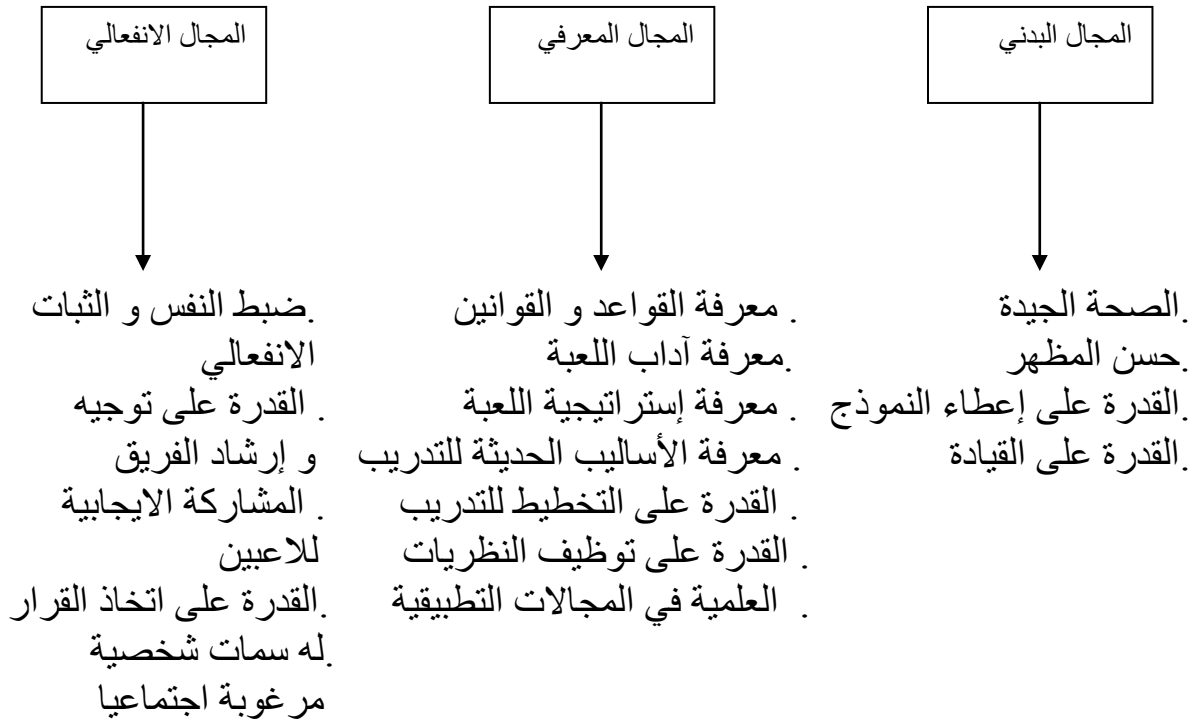 المجال البدني
المجال المعرفي
المجال الانفعالي
.الصحة الجيدة
.حسن المظهر
.القدرة على إعطاء النموذج
.القدرة على القيادة
. معرفة القواعد و القوانين
.معرفة آداب اللعبة
. معرفة إستراتيجية اللعبة
. معرفة الأساليب الحديثة للتدريب
. القدرة على التخطيط للتدريب
. القدرة على توظيف النظريات
. العلمية في المجالات التطبيقية
.ضبط النفس و الثبات
الانفعالي
. القدرة على توجيه
و إرشاد الفريق
. المشاركة الايجابية
للاعبين
.القدرة على اتخاذ القرار
.له سمات شخصية
مرغوبة اجتماعيا